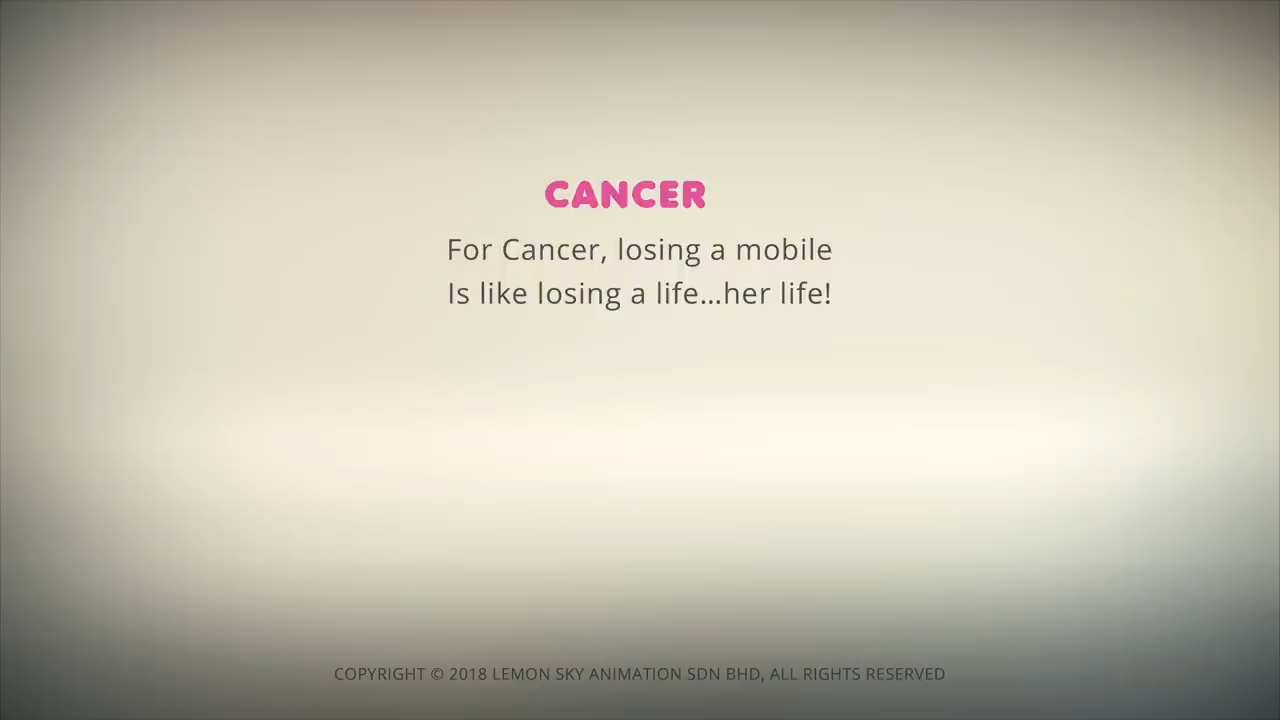 CANCER
For Cancer, losing a mobile
Is like losing a life...her life!
COPYRIGHT © 2018 LEMON SKY ANIMATION SDN BHD, ALL RIGHTS RESERVED